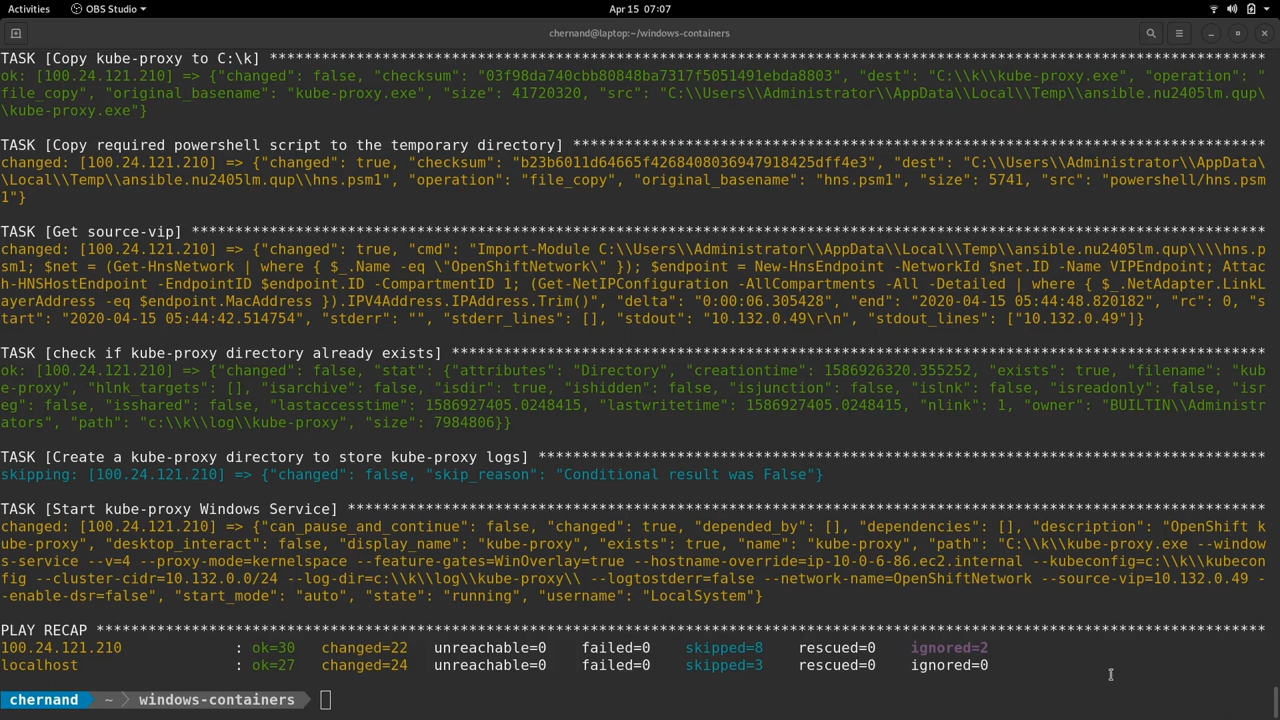 Activities OBS Studio Apr 15 07:07
chernand@laptop:~/windows-containers
TASK [Copy kube-proxy to C:\k] *********************************************************************************************************************
ok: [100.24.121.210] => {"changed": false, "checksum": "03f98da740cbb80848ba7317f5051491ebda8803", "dest": "C:\\k\\kube-proxy.exe", "operation": "
file_copy", "original_basename": "kube-proxy.exe", "size": 41720320, "src": "C:\\Users\\Administrator\\AppData\\Local\\Temp\\ansible.nu2405lm.qup\
\kube-proxy.exe"}
TASK [Copy required powershell script to the temporary directory] ********************************************************************************
changed: [100.24.121.210] => {"changed": true, "checksum": "b23b6011d64665f4268408036947918425dff4e3", "dest": "C:\\Users\\Administrator\\AppData\
\Local\\Temp\\ansible.nu2405lm.qup\\hns.psm1", "operation": "file_copy", "original_basename": "hns.psm1", "size": 5741, "src": "powershell/hns.psm
1"}
TASK [Get source-vip] ****************************************************************************************************************************
changed: [100.24.121.210] => {"changed": true, "cmd": "Import-Module C:\\Users\\Administrator\\AppData\\Local\\Temp\\ansible.nu2405lm.qup\\\\hns.p
sm1; $net = (Get-HnsNetwork | where { $_.Name -eq \"OpenShiftNetwork\" }); $endpoint = New-HnsEndpoint -NetworkId $net.ID -Name VIPEndpoint; Attac
h-HNSHostEndpoint -EndpointID $endpoint.ID -CompartmentID 1; (Get-NetIPConfiguration -AllCompartments -All -Detailed | where { $_.NetAdapter.LinkL
ayerAddress -eq $endpoint.MacAddress }).IPV4Address.IPAddress.Trim()", "delta": "0:00:06.305428", "end": "2020-04-15 05:44:48.820182", "rc": 0, "s
tart": "2020-04-15 05:44:42.514754", "stderr": "", "stderr_lines": [], "stdout": "10.132.0.49\r\n", "stdout_lines": ["10.132.0.49"]}
TASK [check if kube-proxy directory already exists] **********************************************************************************************
ok: [100.24.121.210] => {"changed": false, "stat": {"attributes": "Directory", "creationtime": 1586926320.355252, "exists": true, "filename": "kub
e-proxy", "hlnk_targets": [], "isarchive": false, "isdir": true, "ishidden": false, "isjunction": false, "islnk": false, "isreadonly": false, "isr
eg": false, "isshared": false, "lastaccesstime": 1586927405.0248415, "lastwritetime": 1586927405.0248415, "nlink": 1, "owner": "BUILTIN\\Administr
ators", "path": "c:\\k\\log\\kube-proxy", "size": 7984806}}
TASK [Create a kube-proxy directory to store kube-proxy logs] ************************************************************************************
skipping: [100.24.121.210] => {"changed": false, "skip_reason": "Conditional result was False"}
TASK [Start kube-proxy Windows Service] **********************************************************************************************************
changed: [100.24.121.210] => {"can_pause_and_continue": false, "changed": true, "depended_by": [], "dependencies": [], "description": "OpenShift k
ube-proxy", "desktop_interact": false, "display_name": "kube-proxy", "exists": true, "name": "kube-proxy", "path": "C:\\k\\kube-proxy.exe --window
s-service --v=4 --proxy-mode=kernelspace --feature-gates=WinOverlay=true --hostname-override=ip-10-0-6-86.ec2.internal --kubeconfig=c:\\k\\kubecon
fig --cluster-cidr=10.132.0.0/24 --log-dir=c:\\k\\log\\kube-proxy\\ --logtostderr=false --network-name=OpenShiftNetwork --source-vip=10.132.0.49 -
-enable-dsr=false", "start_mode": "auto", "state": "running", "username": "LocalSystem"}
PLAY RECAP ***************************************************************************************************************************************
100.24.121.210 : ok=30 changed=22 unreachable=0 failed=0 skipped=8 rescued=0 ignored=2
localhost : ok=27 changed=24 unreachable=0 failed=0 skipped=3 rescued=0 ignored=0
chernand ~ windows-containers